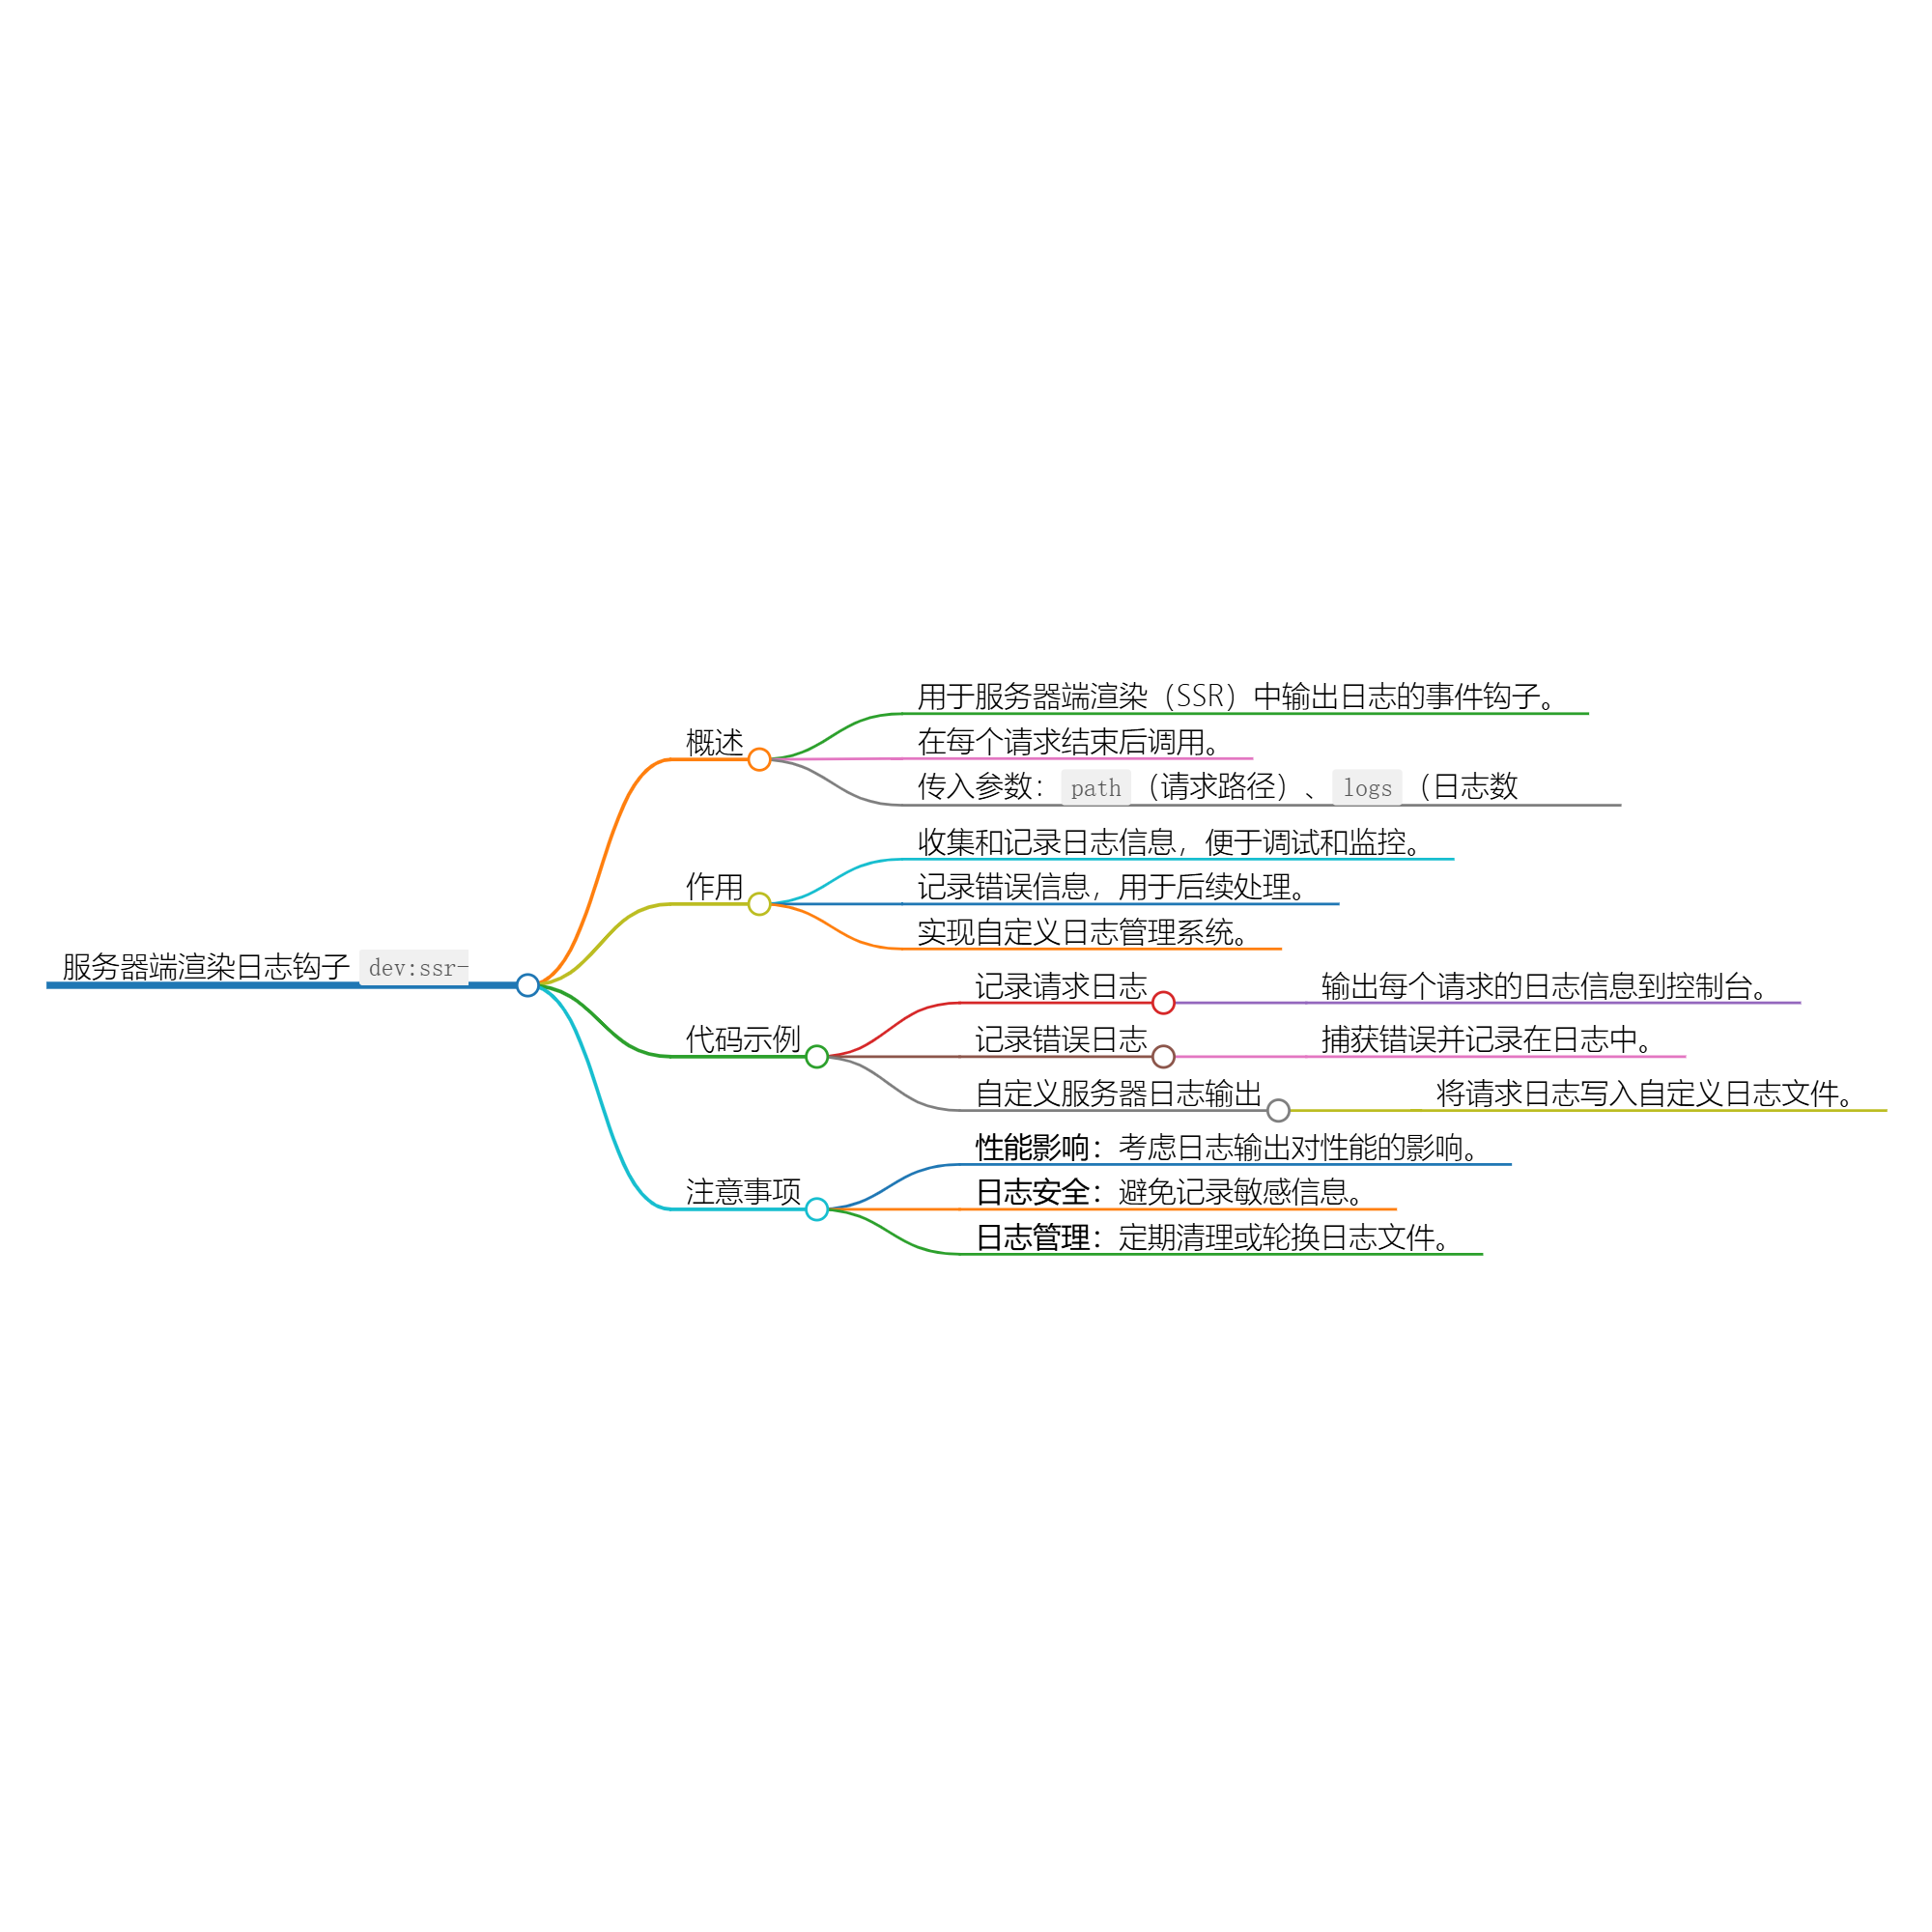 服务器端渲染日志钩子 dev:ssr-
概述
用于服务器端渲染（SSR）中输出日志的事件钩子。
在每个请求结束后调用。
传入参数：path（请求路径）、logs（日志数
作用
收集和记录日志信息，便于调试和监控。
记录错误信息，用于后续处理。
实现自定义日志管理系统。
代码示例
记录请求日志
输出每个请求的日志信息到控制台。
记录错误日志
捕获错误并记录在日志中。
自定义服务器日志输出
将请求日志写入自定义日志文件。
注意事项
性能影响：考虑日志输出对性能的影响。
日志安全：避免记录敏感信息。
日志管理：定期清理或轮换日志文件。